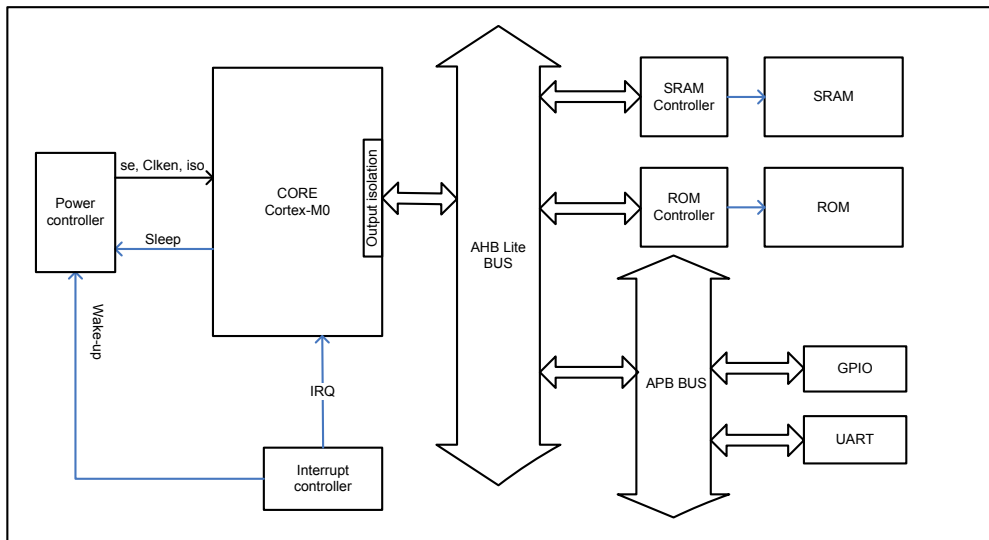 Power
controller
se, Clken, iso
Sleep
Wake-up
CORE
Cortex-M0
Output isolation
IRQ
Interrupt
controller
AHB Lite
BUS
SRAM
Controller
SRAM
ROM
Controller
ROM
APB BUS
GPIO
UART